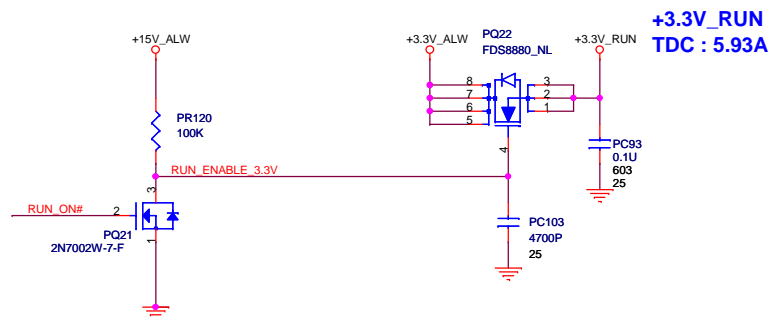 +3.3V_RUN
TDC : 5.93A
+15V_ALW
+3.3V_ALW
PQ22
FDS8880_NL
+3.3V_RUN
8
7
6
5
3
2
1
4
PR120
100K
PC93
0.1U
603
25
RUN_ENABLE_3.3V
3
RUN_ON#
2
1
PQ21
2N7002W-7-F
PC103
4700P
25